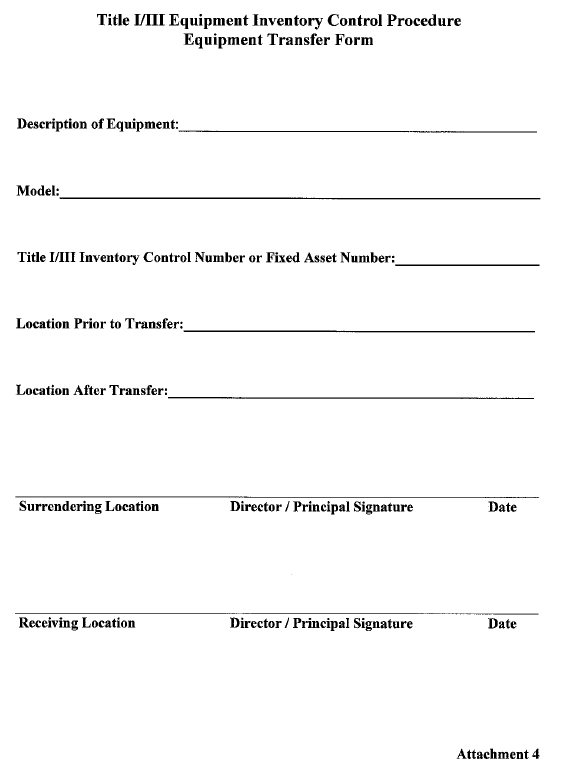 Title I/III Equipment Inventory Control Procedure
Equipment Transfer Form
Description of Equipment:
Model:
Title I/III Inventory Control Number or Fixed Asset Number:
Location Prior to Transfer:
Location After Transfer:
Surrendering Location Director / Principal Signature Date
Receiving Location Director / Principal Signature Date
Attachment 4